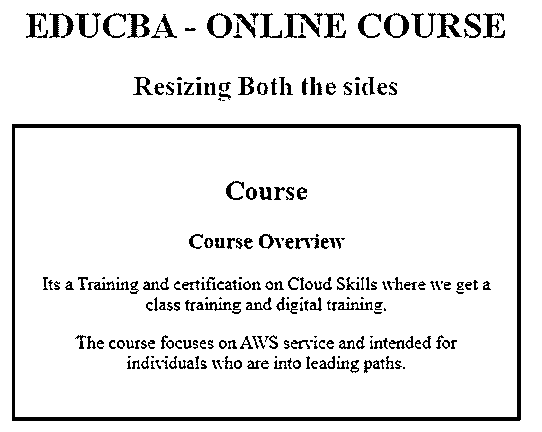 EDUCBA - ONLINE COURSE
Resizing Both the sides
Course
Course Overview
Its a Training and certification on Cloud Skills where we get a
class training and digital training.
The course focuses on AWS service and intended for
individuals who are into leading paths.